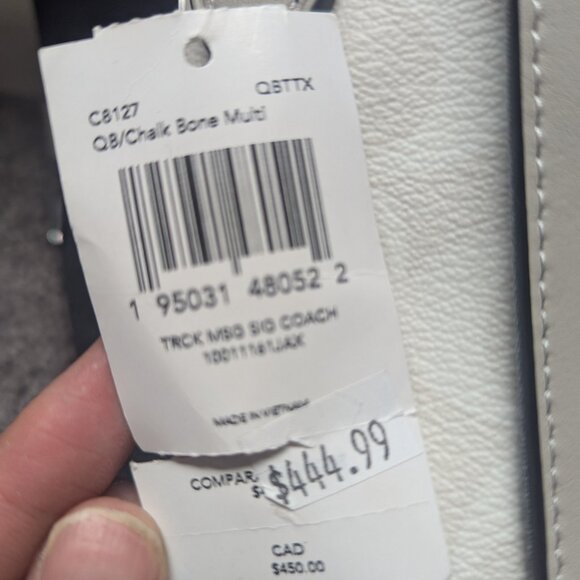 C8127 QBTTX
QB/Chalk Bone Multi
1 95031 48052 2
TRCK MSG SIG COACH
MADE IN VIETNAM
COMPAR
$444.99
CAD
$450.00